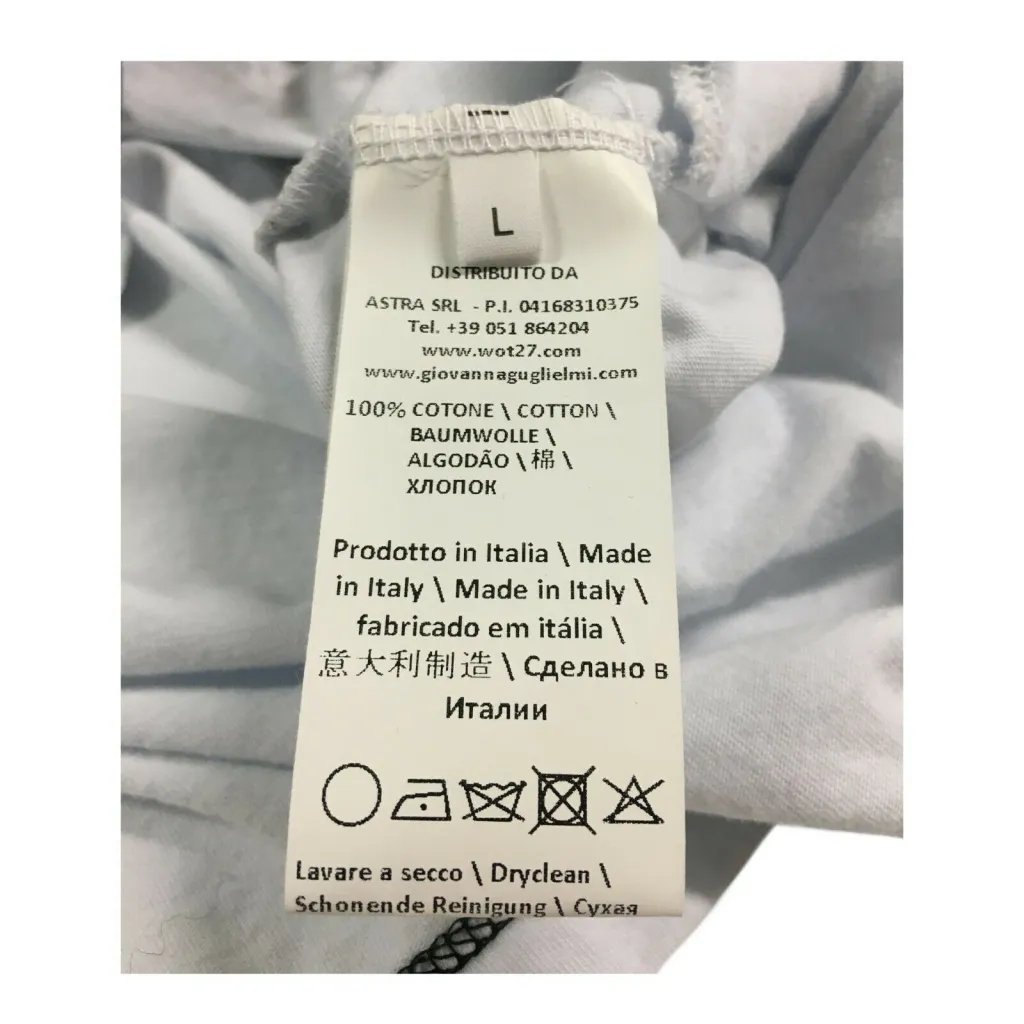 L
DISTRIBUITO DA
ASTRA SRL - P.I. 04168310375
Tel. +39 051 864204
www.wot27.com
www.giovannaguglielmi.com
100% COTONE \ COTTON \
BAUMWOLLE \
ALGODÃO \ 棉 \
ХЛОПОК
Prodotto in Italia \ Made
in Italy \ Made in Italy \
fabricado em itália \
意大利制造 \ Сделано в
Италии
Lavare a secco \ Dryclean \
Schonende Reinigung \ Сухая